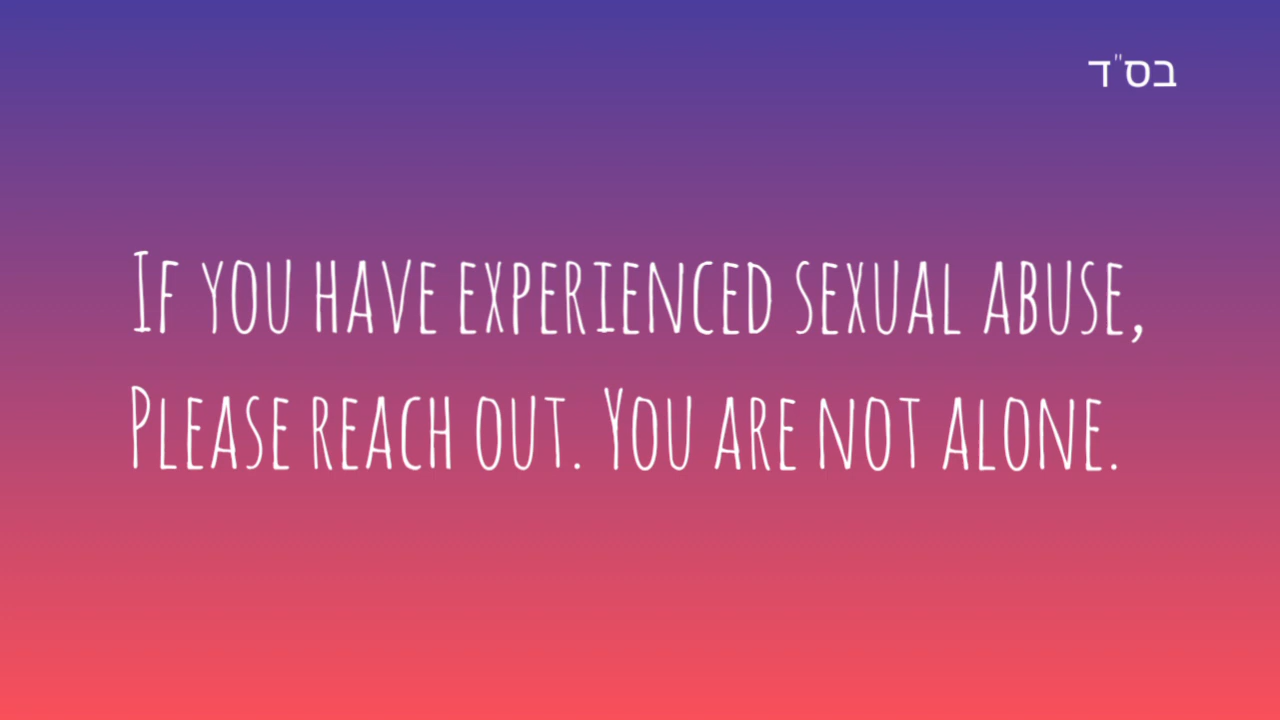 בס"ד
If you have experienced sexual abuse,
Please reach out. You are not alone.